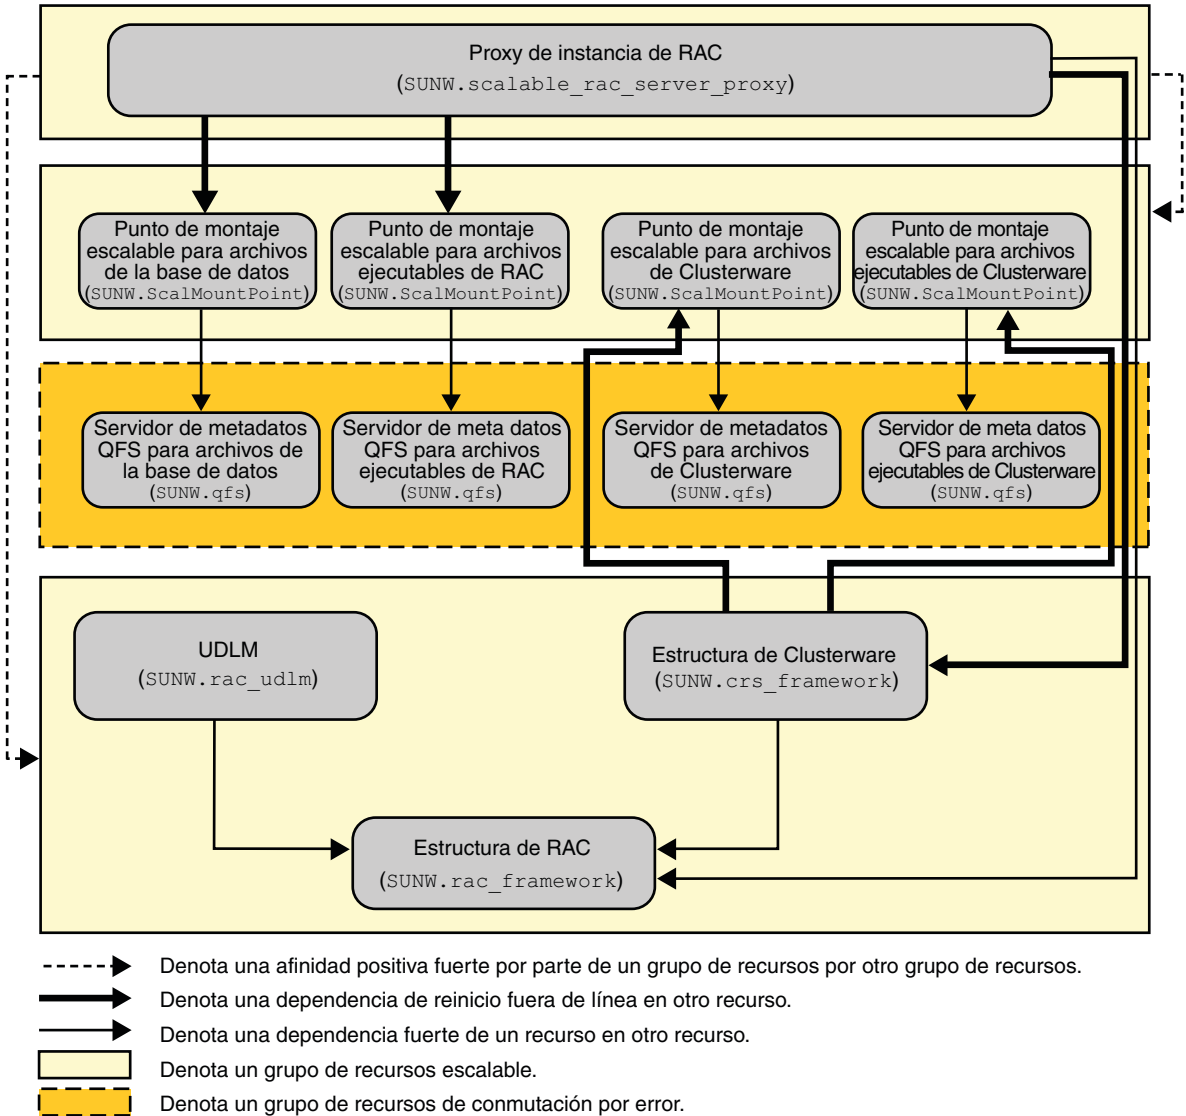 Proxy de instancia de RAC
(SUNW.scalable_rac_server_proxy)
Punto de montaje
escalable para archivos
de la base de datos
(SUNW.ScalMountPoint)
Punto de montaje
escalable para archivos
ejecutables de RAC
(SUNW.ScalMountPoint)
Punto de montaje
escalable para archivos
de Clusterware
(SUNW.ScalMountPoint)
Punto de montaje
escalable para archivos
ejecutables de Clusterware
(SUNW.ScalMountPoint)
Servidor de metadatos
QFS para archivos de
la base de datos
(SUNW.qfs)
Servidor de meta datos
QFS para archivos
ejecutables de RAC
(SUNW.qfs)
Servidor de metadatos
QFS para archivos
de Clusterware
(SUNW.qfs)
Servidor de meta datos
QFS para archivos
ejecutables de Clusterware
(SUNW.qfs)
UDLM
(SUNW.rac_udlm)
Estructura de Clusterware
(SUNW.crs_framework)
Estructura de RAC
(SUNW.rac_framework)
Denota una afinidad positiva fuerte por parte de un grupo de recursos por otro grupo de recursos.
Denota una dependencia de reinicio fuera de línea en otro recurso.
Denota una dependencia fuerte de un recurso en otro recurso.
Denota un grupo de recursos escalable.
Denota un grupo de recursos de conmutación por error.